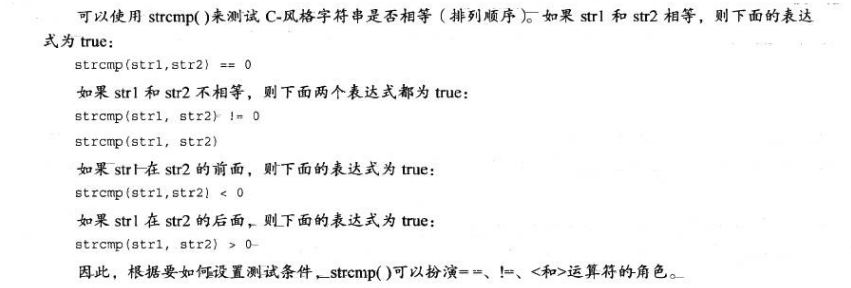 可以使用 strcmp( )来测试 C-风格字符串是否相等（排列顺序）。如果 str1 和 str2 相等，则下面的表达
式为 true：
strcmp(str1,str2) == 0
如果 str1 和 str2 不相等，则下面两个表达式都为 true：
strcmp(str1, str2) != 0
strcmp(str1, str2)
如果 str1 在 str2 的前面，则下面的表达式为 true：
strcmp(str1,str2) < 0
如果 str1 在 str2 的后面，则下面的表达式为 true：
strcmp(str1, str2) > 0
因此，根据要如何设置测试条件，strcmp( )可以扮演==、!=、<和>运算符的角色。